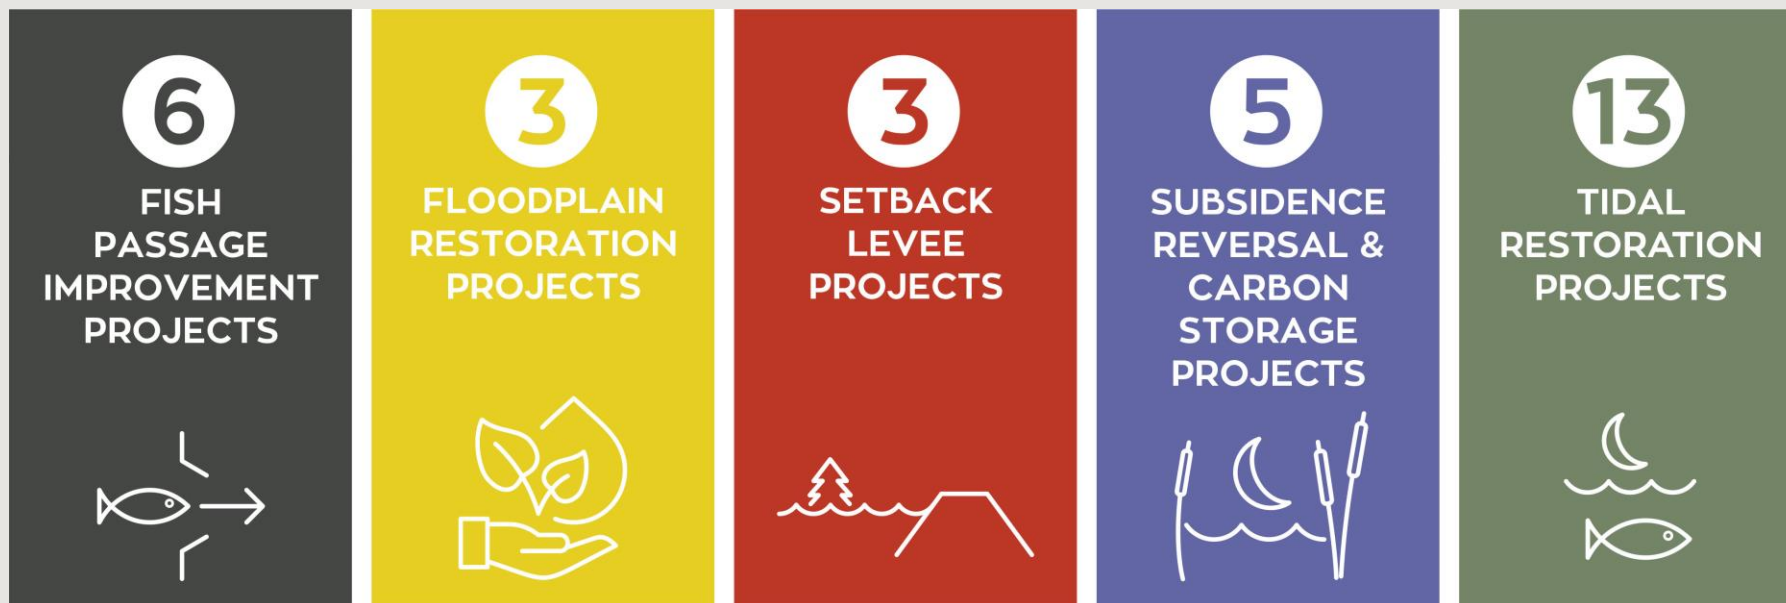 6
FISH
PASSAGE
IMPROVEMENT
PROJECTS
3
FLOODPLAIN
RESTORATION
PROJECTS
3
SETBACK
LEVEE
PROJECTS
5
SUBSIDENCE
REVERSAL &
CARBON
STORAGE
PROJECTS
13
TIDAL
RESTORATION
PROJECTS